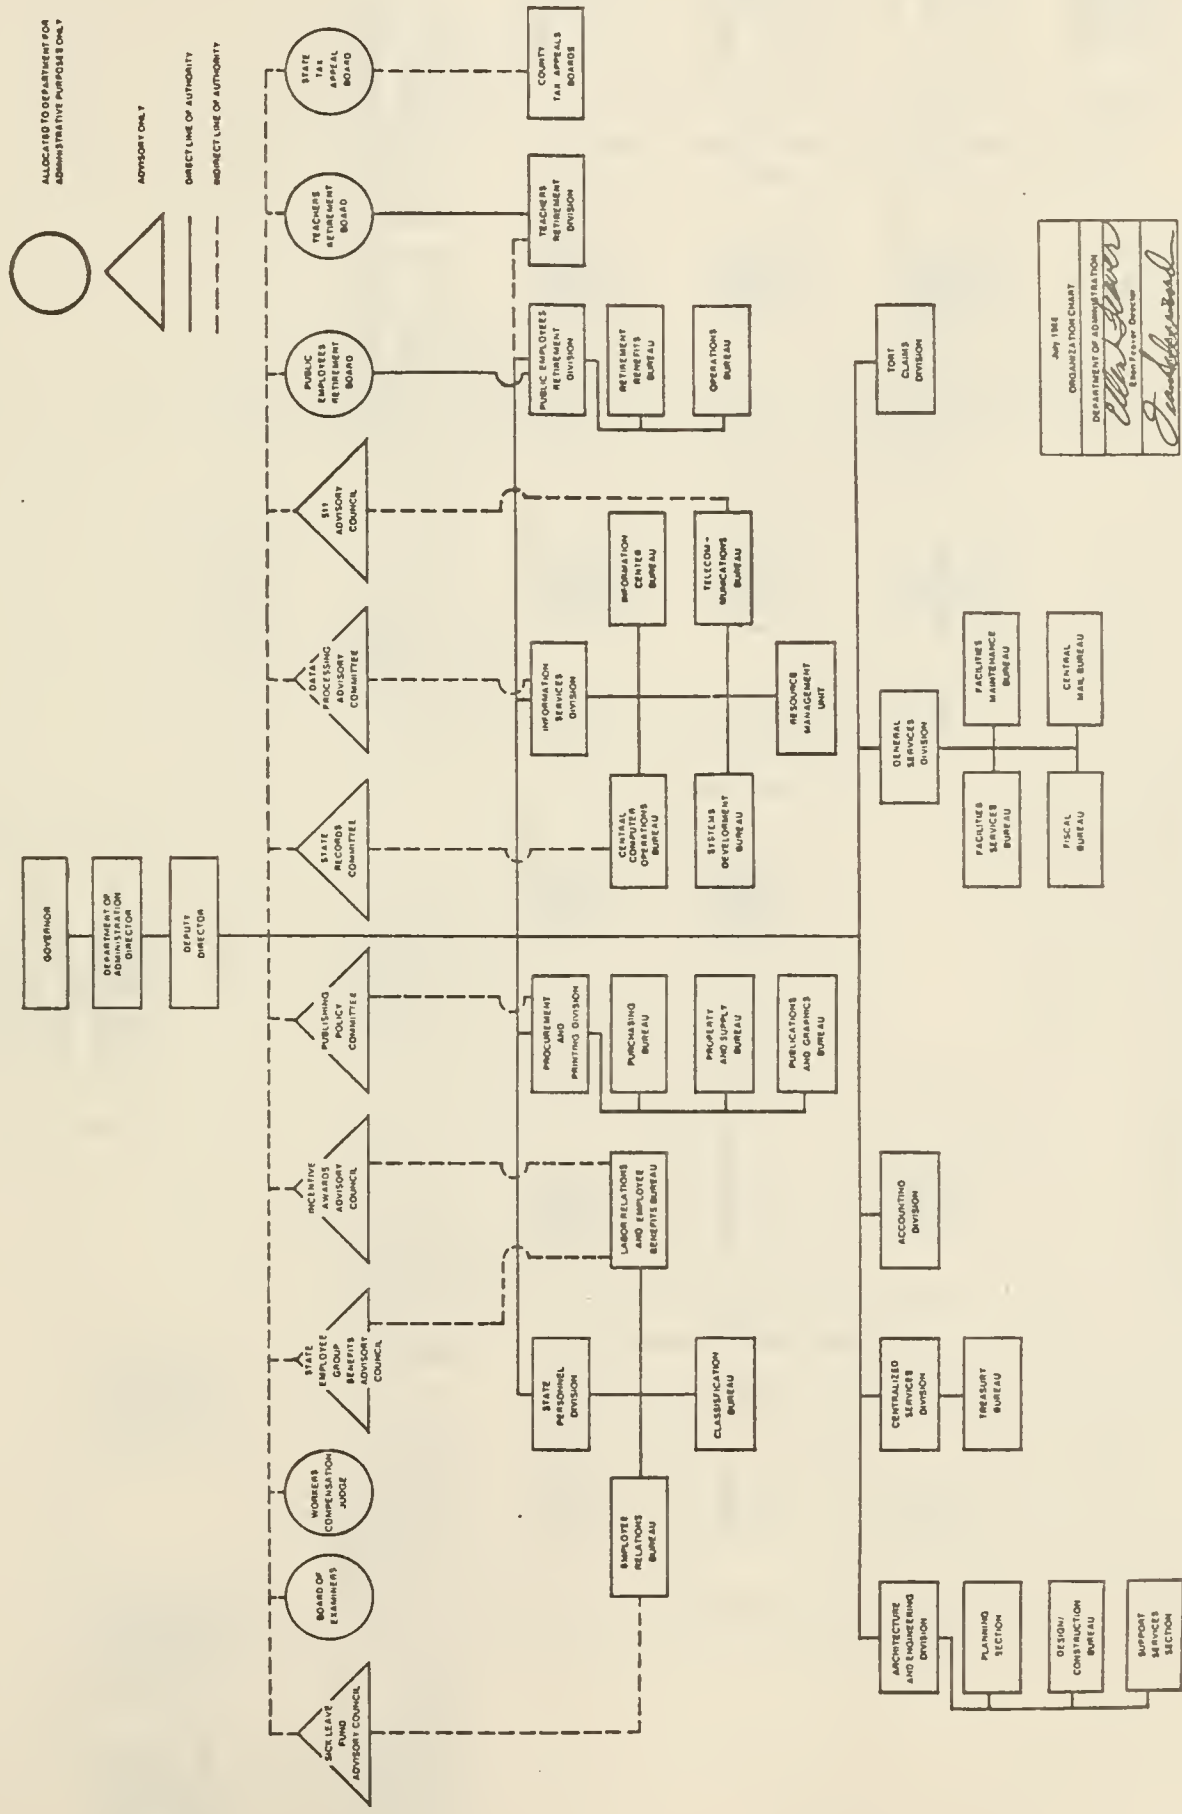 GOVERNOR
DEPARTMENT OF
ADMINISTRATION
DIRECTOR
DEPUTY
DIRECTOR
ALLOCATED TO DEPARTMENT FOR
ADMINISTRATIVE PURPOSES ONLY
ADVISORY ONLY
DIRECT LINE OF AUTHORITY
INDIRECT LINE OF AUTHORITY
SICK LEAVE
FUND
ADVISORY COUNCIL
BOARD OF
EXAMINERS
WORKERS
COMPENSATION
JUDGE
STATE
EMPLOYEE
GROUP
BENEFITS
ADVISORY
COUNCIL
INCENTIVE
AWARDS
ADVISORY
COUNCIL
PUBLISHING
POLICY
COMMITTEE
STATE
RECORDS
COMMITTEE
DATA
PROCESSING
ADVISORY
COMMITTEE
911
ADVISORY
COUNCIL
PUBLIC
EMPLOYEES
RETIREMENT
BOARD
TEACHERS
RETIREMENT
BOARD
STATE
TAX
APPEAL
BOARD
STATE
PERSONNEL
DIVISION
EMPLOYEE
RELATIONS
BUREAU
LABOR RELATIONS
AND EMPLOYEE
BENEFITS BUREAU
CLASSIFICATION
BUREAU
PROCUREMENT
AND
PRINTING DIVISION
PURCHASING
BUREAU
PROPERTY
AND SUPPLY
BUREAU
PUBLICATIONS
AND GRAPHICS
BUREAU
INFORMATION
SERVICES
DIVISION
CENTRAL
COMPUTER
OPERATIONS
BUREAU
INFORMATION
CENTER
BUREAU
SYSTEMS
DEVELOPMENT
BUREAU
TELECOM-
MUNICATIONS
BUREAU
RESOURCE
MANAGEMENT
UNIT
PUBLIC EMPLOYEES
RETIREMENT
DIVISION
RETIREMENT
BENEFITS
BUREAU
OPERATIONS
BUREAU
TEACHERS
RETIREMENT
DIVISION
COUNTY
TAX APPEALS
BOARDS
ARCHITECTURE
AND ENGINEERING
DIVISION
PLANNING
SECTION
DESIGN/
CONSTRUCTION
BUREAU
SUPPORT
SERVICES
SECTION
CENTRALIZED
SERVICES
DIVISION
TREASURY
BUREAU
ACCOUNTING
DIVISION
GENERAL
SERVICES
DIVISION
FACILITIES
SERVICES
BUREAU
FACILITIES
MAINTENANCE
BUREAU
FISCAL
BUREAU
CENTRAL
MAIL BUREAU
TORT
CLAIMS
DIVISION
ORGANIZATION CHART
DEPARTMENT OF ADMINISTRATION
Ellen Feaver Director